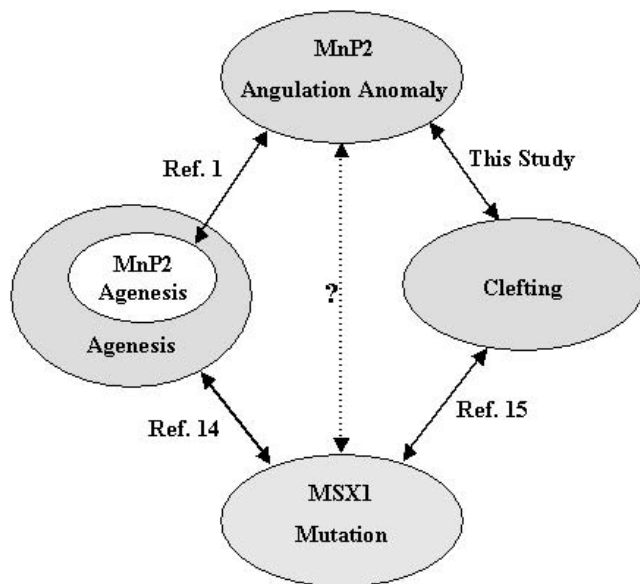 MnP2
Angulation Anomaly
Ref. 1
This Study
MnP2
Agenesis
Agenesis
?
Clefting
Ref. 14
Ref. 15
MSX1
Mutation